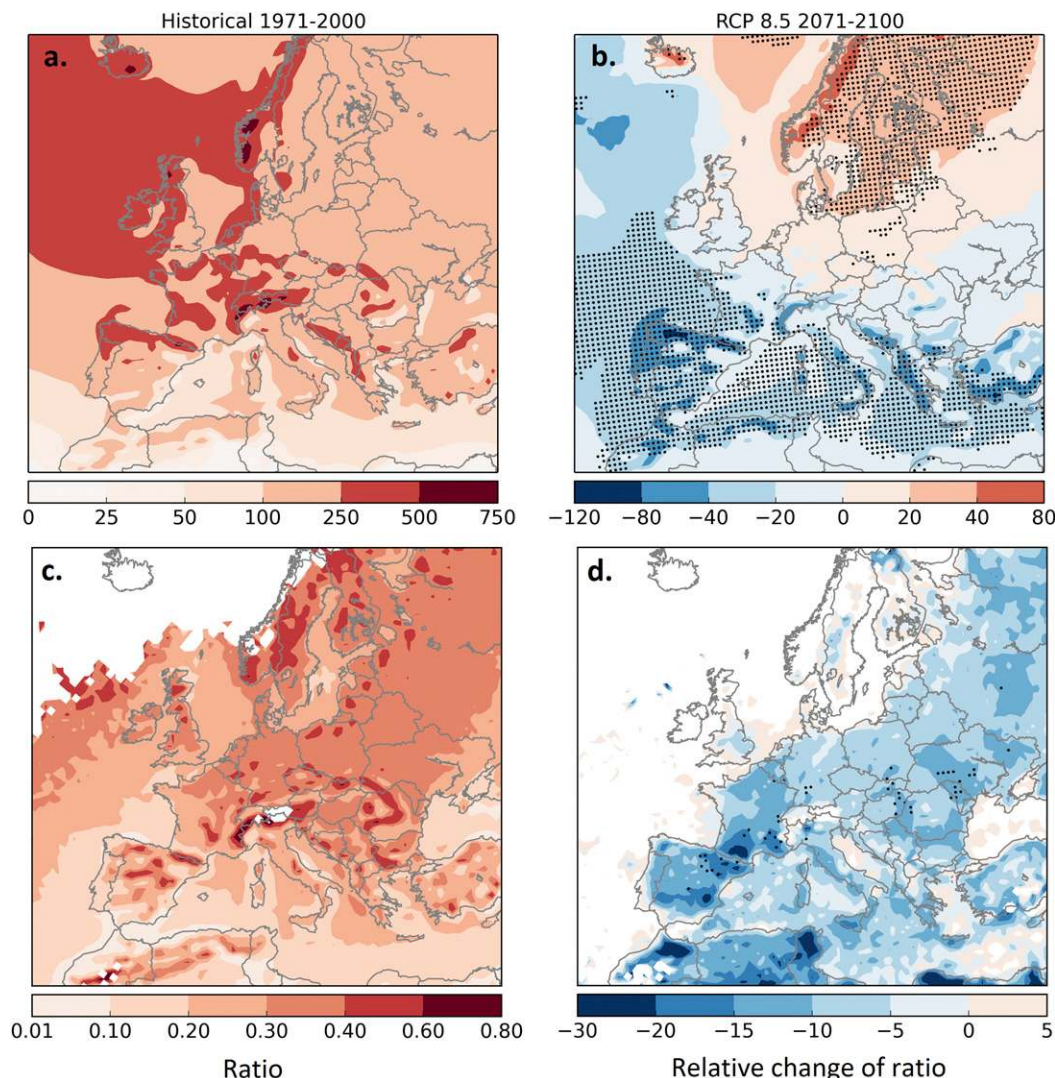 Historical 1971-2000
RCP 8.5 2071-2100
a.
b.
0 25 50 100 250 500 750
−120 −80 −40 −20 0 20 40 80
c.
d.
0.01 0.10 0.20 0.30 0.40 0.60 0.80
−30 −20 −15 −10 −5 0 5
Ratio
Relative change of ratio